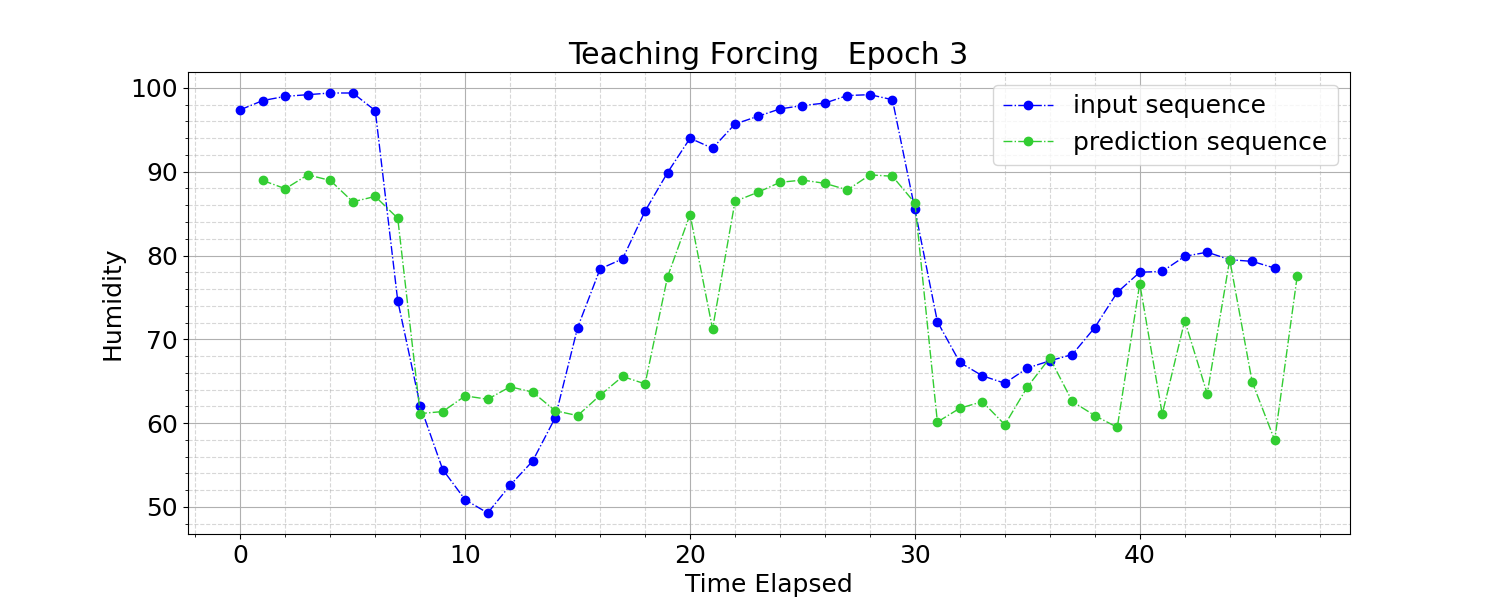 Teaching Forcing   Epoch 3
input sequence
prediction sequence
Humidity
100
90
80
70
60
50
0 10 20 30 40
Time Elapsed